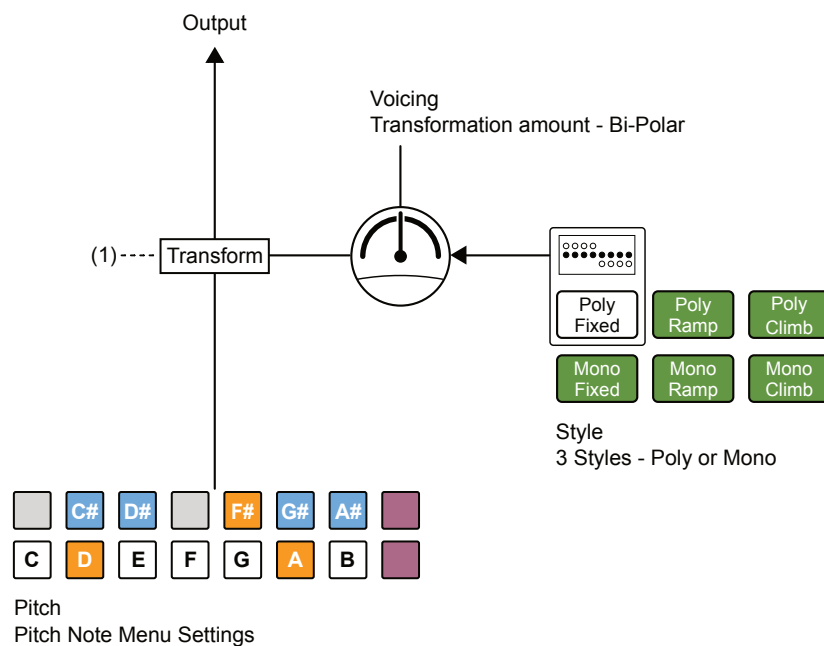 Output
Voicing
Transformation amount - Bi-Polar
(1)
Transform
Poly
Fixed
Poly
Ramp
Poly
Climb
Mono
Fixed
Mono
Ramp
Mono
Climb
Style
3 Styles - Poly or Mono
C# D# F# G# A#
C D E F G A B
Pitch
Pitch Note Menu Settings